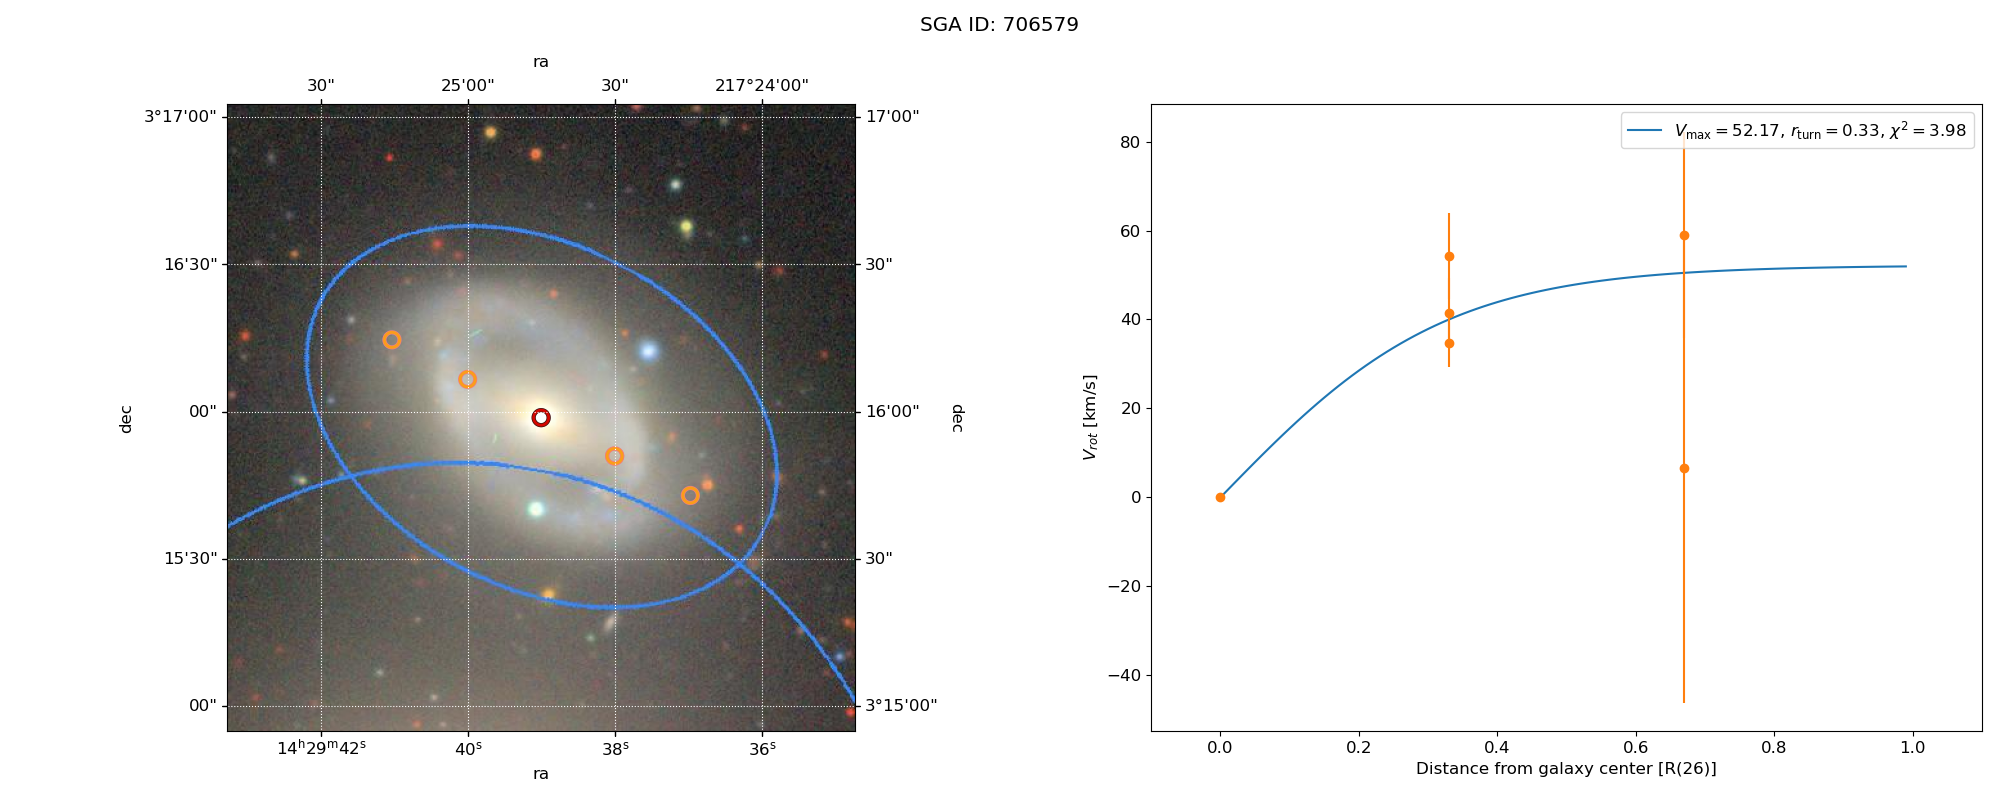 SGA ID: 706579
ra
30" 25'00" 30" 217°24'00"
3°17'00" 17'00"
16'30" 30"
00" 16'00"
15'30" 30"
00" 3°15'00"
dec
dec
14h29m42s 40s 38s 36s
ra
Vmax = 52.17, rturn = 0.33, χ2 = 3.98
80
60
40
20
0
−20
−40
Vrot [km/s]
0.0 0.2 0.4 0.6 0.8 1.0
Distance from galaxy center [R(26)]